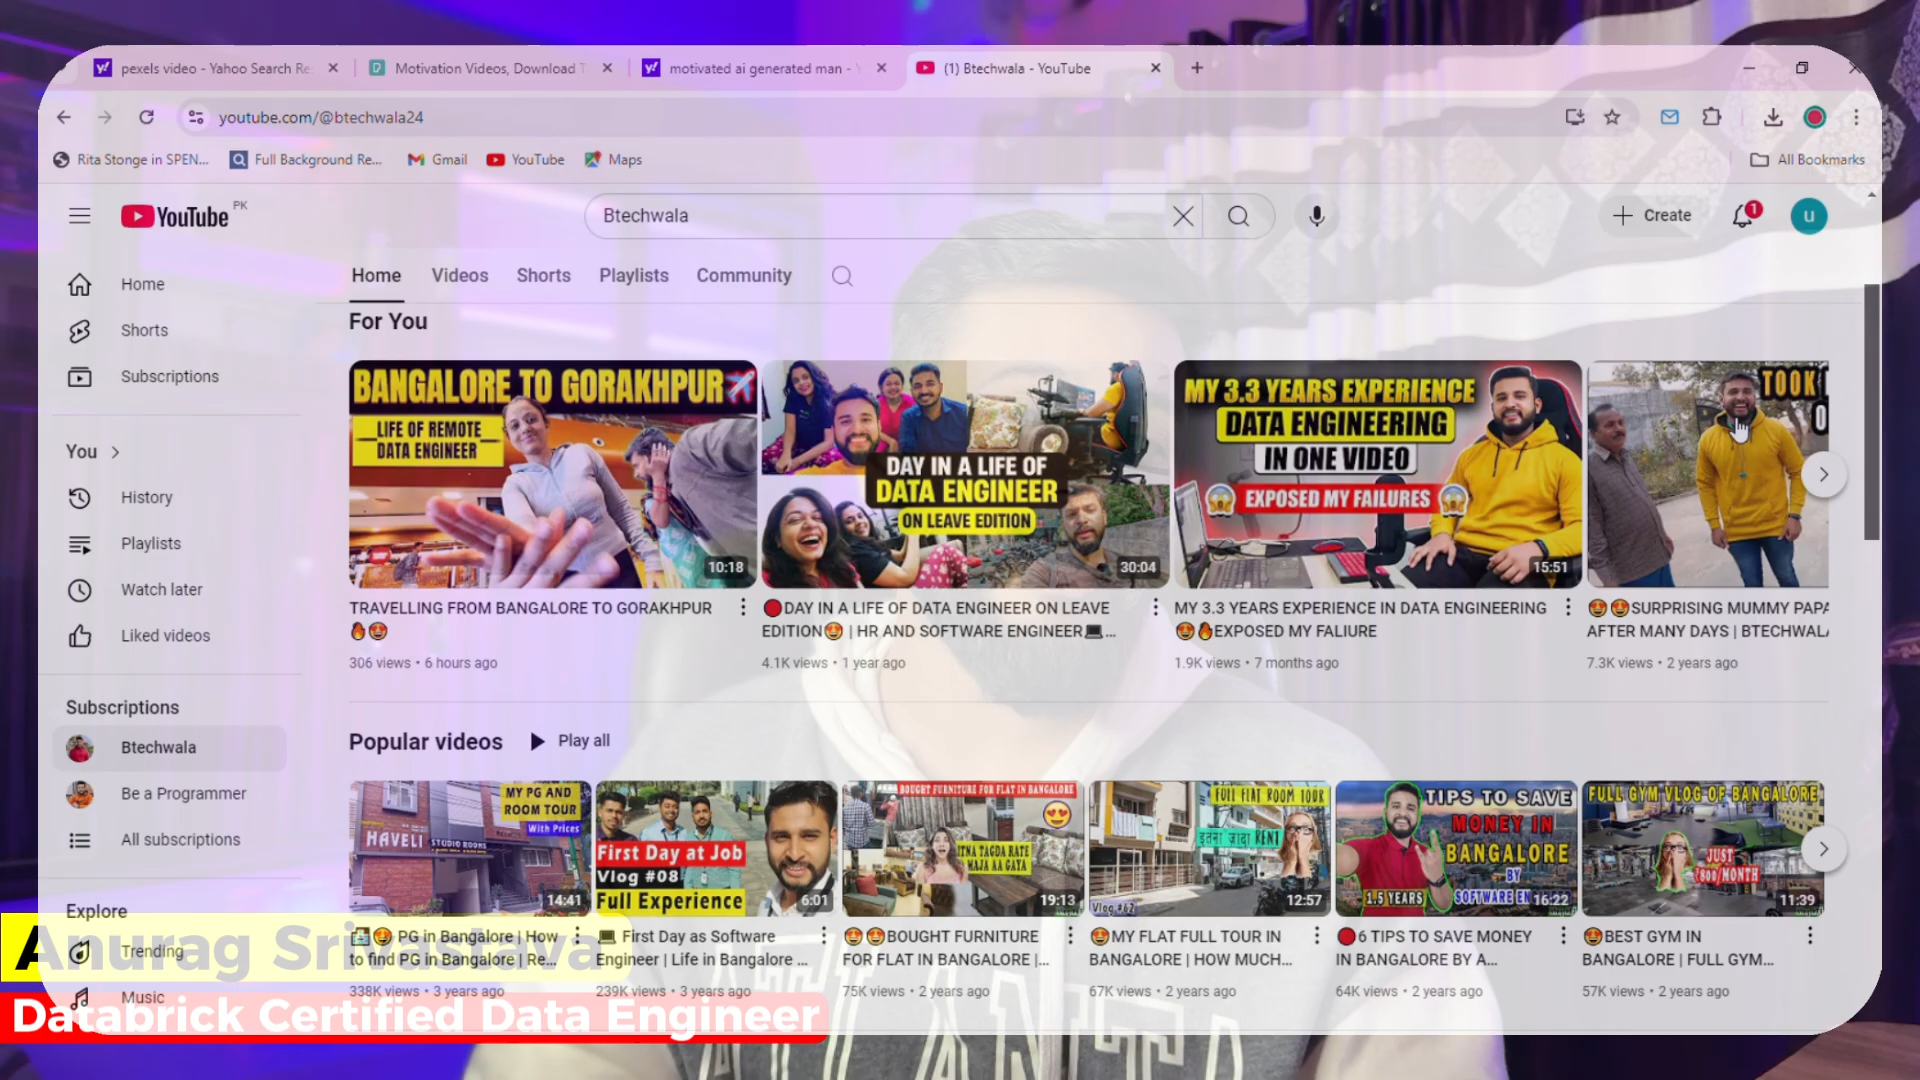 pexels video - Yahoo Search Re
Motivation Videos, Download T
motivated ai generated man -
(1) Btechwala - YouTube
youtube.com/@btechwala24
Rita Stonge in SPEN...
Full Background Re...
Gmail
YouTube
Maps
All Bookmarks
YouTube PK
Btechwala
Create
1
u
Home
Shorts
Subscriptions
You
History
Playlists
Watch later
Liked videos
Subscriptions
Btechwala
Be a Programmer
All subscriptions
Explore
Trending
Music
Home Videos Shorts Playlists Community
For You
BANGALORE TO GORAKHPUR
LIFE OF REMOTE
DATA ENGINEER
10:18
TRAVELLING FROM BANGALORE TO GORAKHPUR
🔥😍
306 views • 6 hours ago
DAY IN A LIFE OF
DATA ENGINEER
ON LEAVE EDITION
30:04
🔴DAY IN A LIFE OF DATA ENGINEER ON LEAVE
EDITION😍 | HR AND SOFTWARE ENGINEER💻...
4.1K views • 1 year ago
MY 3.3 YEARS EXPERIENCE
DATA ENGINEERING
IN ONE VIDEO
😱 EXPOSED MY FAILURES 😱
15:51
MY 3.3 YEARS EXPERIENCE IN DATA ENGINEERING
😍🔥EXPOSED MY FALIURE
1.9K views • 7 months ago
TOOK
😍😍SURPRISING MUMMY PAPA
AFTER MANY DAYS | BTECHWALA
7.3K views • 2 years ago
Popular videos
Play all
MY PG AND
ROOM TOUR
With Prices
HAVELI STUDIO ROOMS
14:41
😍 PG in Bangalore | How
to find PG in Bangalore | Re...
338K views • 3 years ago
First Day at Job
Vlog #08
Full Experience
6:01
💻 First Day as Software
Engineer | Life in Bangalore ...
239K views • 3 years ago
BOUGHT FURNITURE FOR FLAT IN BANGALORE
ITNA TAGDA RATE
MAJA AA GAYA
19:13
😍😍BOUGHT FURNITURE
FOR FLAT IN BANGALORE |...
75K views • 2 years ago
FULL FLAT ROOM TOUR
इतना ज़ादा RENT
Vlog #62
12:57
😍MY FLAT FULL TOUR IN
BANGALORE | HOW MUCH...
67K views • 2 years ago
TIPS TO SAVE
MONEY IN
BANGALORE
BY
1.5 YEARS
SOFTWARE EN
16:22
🔴6 TIPS TO SAVE MONEY
IN BANGALORE BY A...
64K views • 2 years ago
FULL GYM VLOG OF BANGALORE
JUST
₹800/MONTH
11:39
😍BEST GYM IN
BANGALORE | FULL GYM...
57K views • 2 years ago
Anurag Srivastava
Databrick Certified Data Engineer